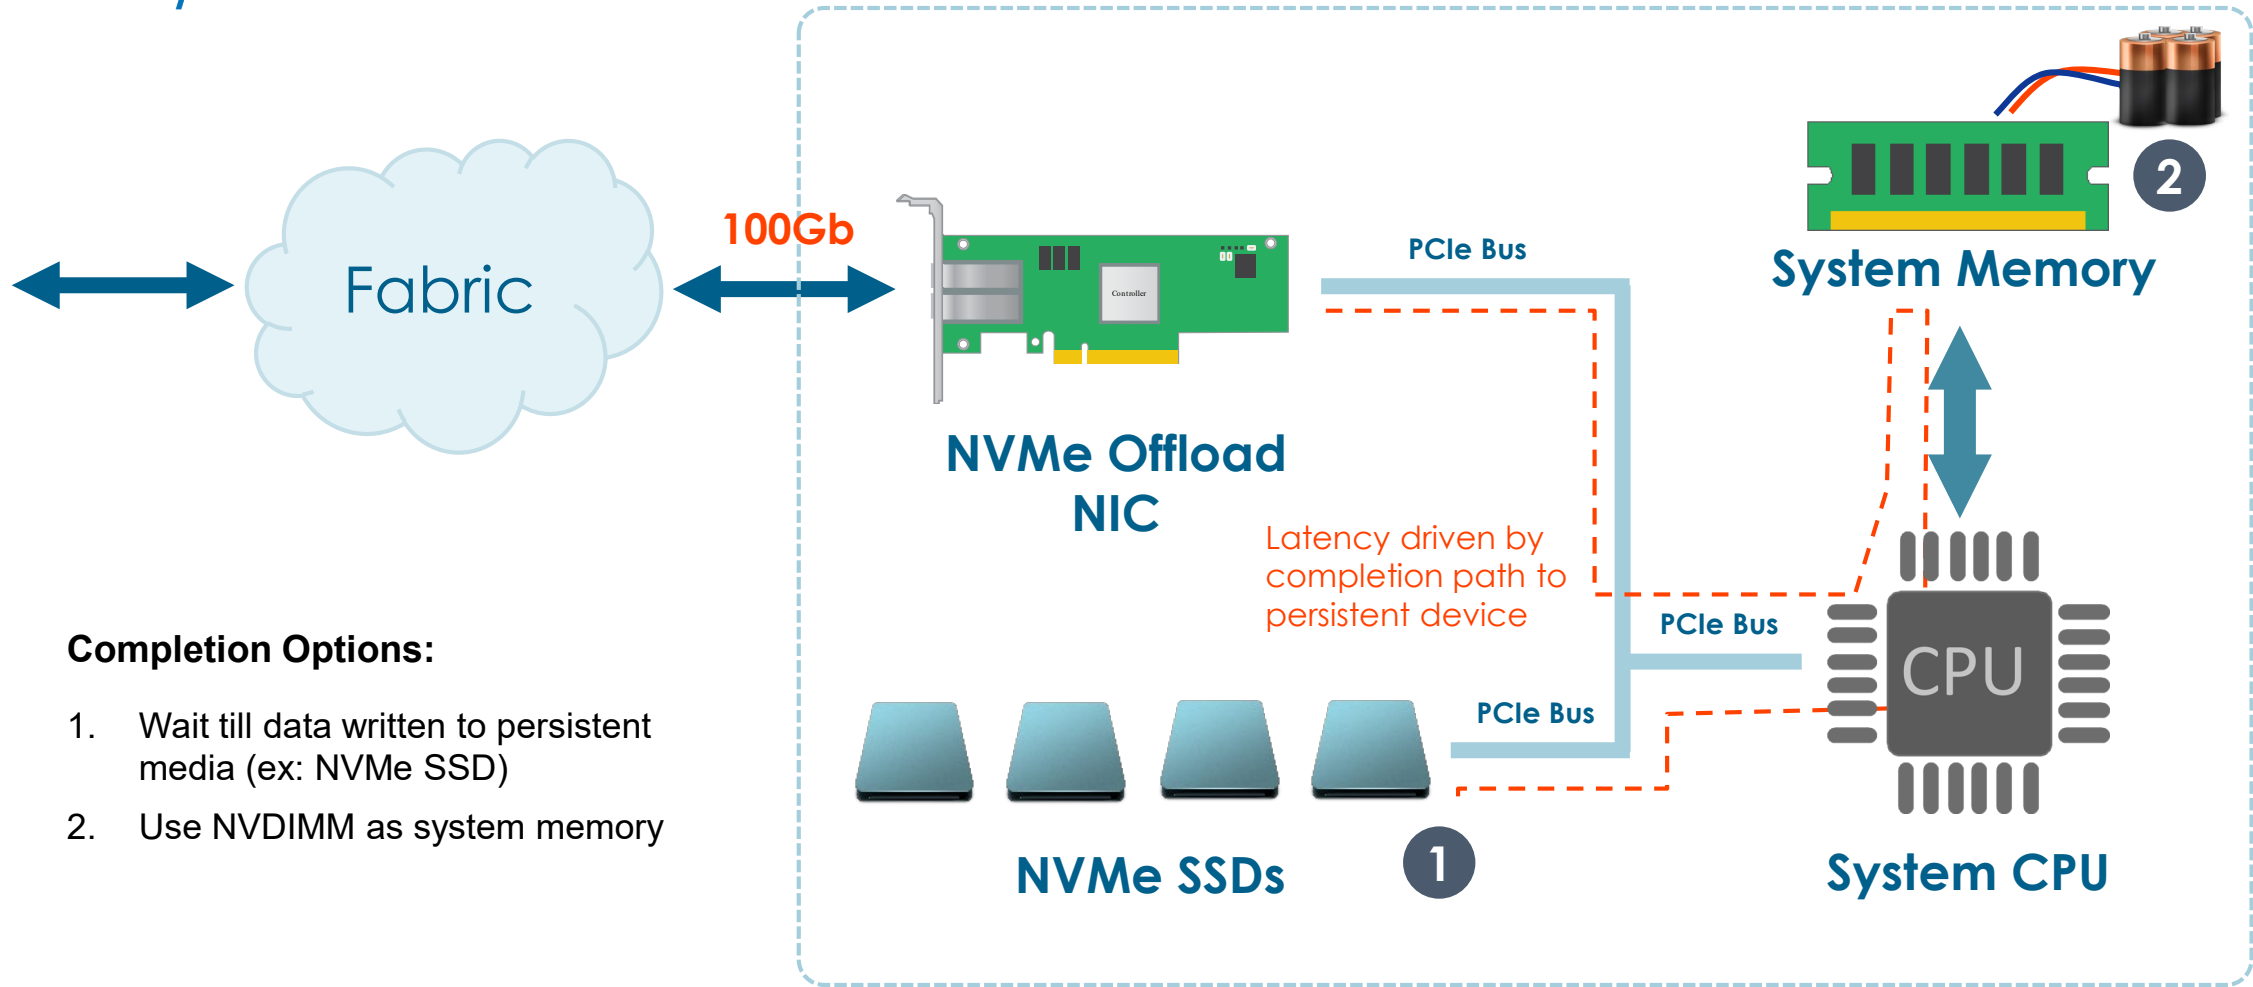 100Gb
Fabric
Controller
NVMe Offload
NIC
PCIe Bus
2
System Memory
Latency driven by
completion path to
persistent device
PCIe Bus
CPU
PCIe Bus
NVMe SSDs
1
System CPU
Completion Options:
1. Wait till data written to persistent
media (ex: NVMe SSD)
2. Use NVDIMM as system memory